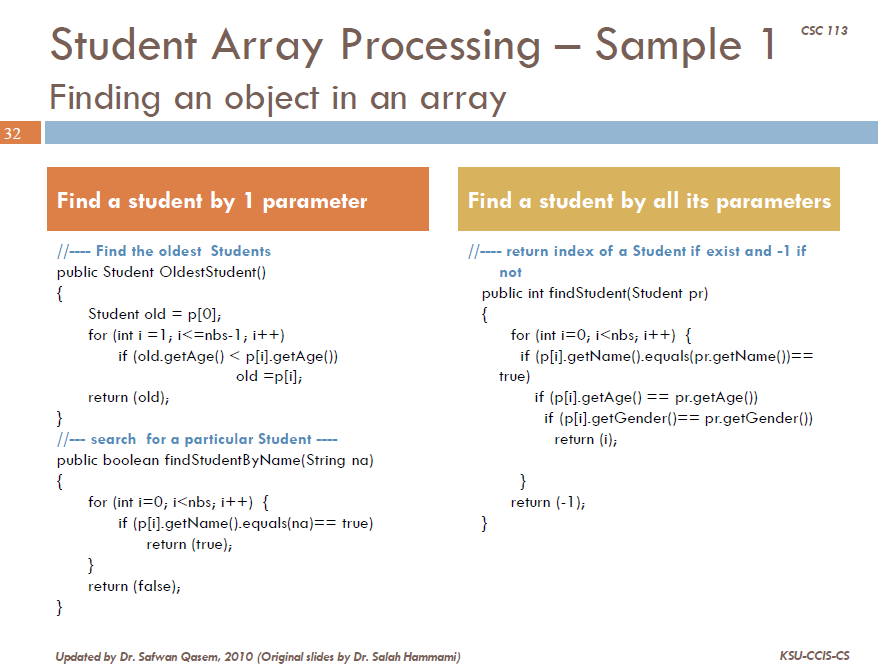 Student Array Processing – Sample 1
CSC 113
Finding an object in an array
32
Find a student by 1 parameter
//---- Find the oldest Students
public Student OldestStudent()
{
Student old = p[0];
for (int i =1; i<=nbs-1; i++)
if (old.getAge() < p[i].getAge())
old =p[i];
return (old);
}
//--- search for a particular Student ----
public boolean findStudentByName(String na)
{
for (int i=0; i<nbs; i++) {
if (p[i].getName().equals(na)== true)
return (true);
}
return (false);
}
Find a student by all its parameters
//---- return index of a Student if exist and -1 if
not
public int findStudent(Student pr)
{
for (int i=0; i<nbs; i++) {
if (p[i].getName().equals(pr.getName())==
true)
if (p[i].getAge() == pr.getAge())
if (p[i].getGender()== pr.getGender())
return (i);
}
return (-1);
}
Updated by Dr. Safwan Qasem, 2010 (Original slides by Dr. Salah Hammami)
KSU-CCIS-CS